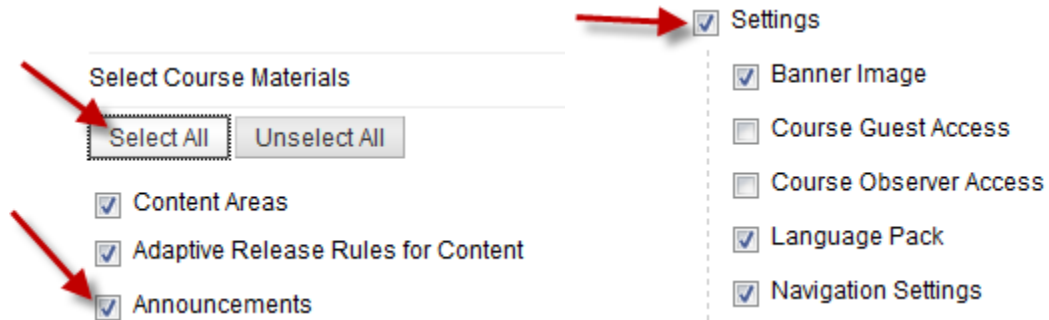 Select Course Materials
Select All
Unselect All
Content Areas
Adaptive Release Rules for Content
Announcements
Settings
Banner Image
Course Guest Access
Course Observer Access
Language Pack
Navigation Settings